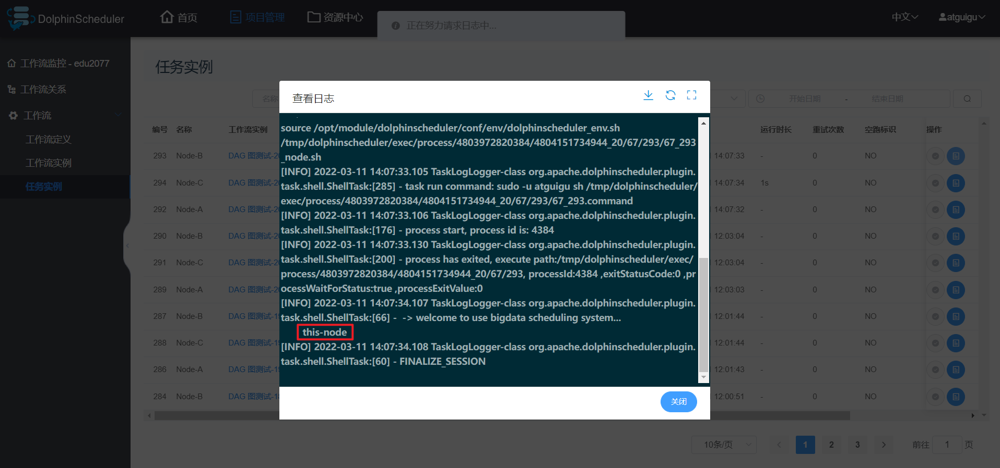 DolphinScheduler
首页
项目管理
资源中心
正在努力请求日志中...
中文
atguigu
工作流监控 - edu2077
工作流关系
工作流
工作流定义
工作流实例
任务实例
任务实例
名称
开始日期 - 结束日期
编号 名称 工作流实例 运行时长 重试次数 空跑标识 操作
293 Node-B DAG 图测试-20 14:07:33 - 0 NO
294 Node-C DAG 图测试-20 14:07:34 1s 0 NO
292 Node-A DAG 图测试-20 14:07:32 - 0 NO
290 Node-B DAG 图测试-20 12:03:04 - 0 NO
291 Node-C DAG 图测试-20 12:03:04 - 0 NO
289 Node-A DAG 图测试-20 12:03:03 - 0 NO
287 Node-B DAG 图测试-19 12:01:44 - 0 NO
288 Node-C DAG 图测试-19 12:01:44 - 0 NO
286 Node-A DAG 图测试-19 12:01:43 - 0 NO
284 Node-B DAG 图测试-18 12:00:51 - 0 NO
查看日志
source /opt/module/dolphinscheduler/conf/env/dolphinscheduler_env.sh
/tmp/dolphinscheduler/exec/process/4803972820384/4804151734944_20/67/293/67_293
_node.sh
[INFO] 2022-03-11 14:07:33.105 TaskLogLogger-class org.apache.dolphinscheduler.plugin.
task.shell.ShellTask:[285] - task run command: sudo -u atguigu sh /tmp/dolphinscheduler/
exec/process/4803972820384/4804151734944_20/67/293/67_293.command
[INFO] 2022-03-11 14:07:33.106 TaskLogLogger-class org.apache.dolphinscheduler.plugin.
task.shell.ShellTask:[176] - process start, process id is: 4384
[INFO] 2022-03-11 14:07:33.130 TaskLogLogger-class org.apache.dolphinscheduler.plugin.
task.shell.ShellTask:[200] - process has exited, execute path:/tmp/dolphinscheduler/exec/
process/4803972820384/4804151734944_20/67/293, processId:4384 ,exitStatusCode:0 ,pr
ocessWaitForStatus:true ,processExitValue:0
[INFO] 2022-03-11 14:07:34.107 TaskLogLogger-class org.apache.dolphinscheduler.plugin.
task.shell.ShellTask:[66] -  -> welcome to use bigdata scheduling system...
this-node
[INFO] 2022-03-11 14:07:34.108 TaskLogLogger-class org.apache.dolphinscheduler.plugin.
task.shell.ShellTask:[60] - FINALIZE_SESSION
关闭
10条/页 1 2 3 前往 1 页